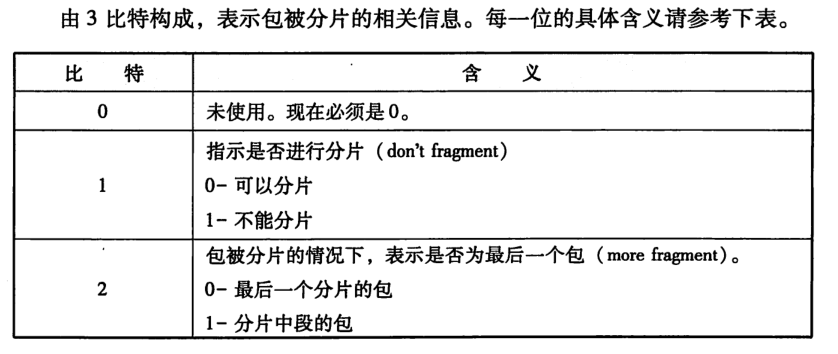 由 3 比特构成，表示包被分片的相关信息。每一位的具体含义请参考下表。
比 特 含 义
0 未使用。现在必须是 0。
指示是否进行分片（don't fragment）
1 0- 可以分片
1- 不能分片
包被分片的情况下，表示是否为最后一个包（more fragment）。
2 0- 最后一个分片的包
1- 分片中段的包